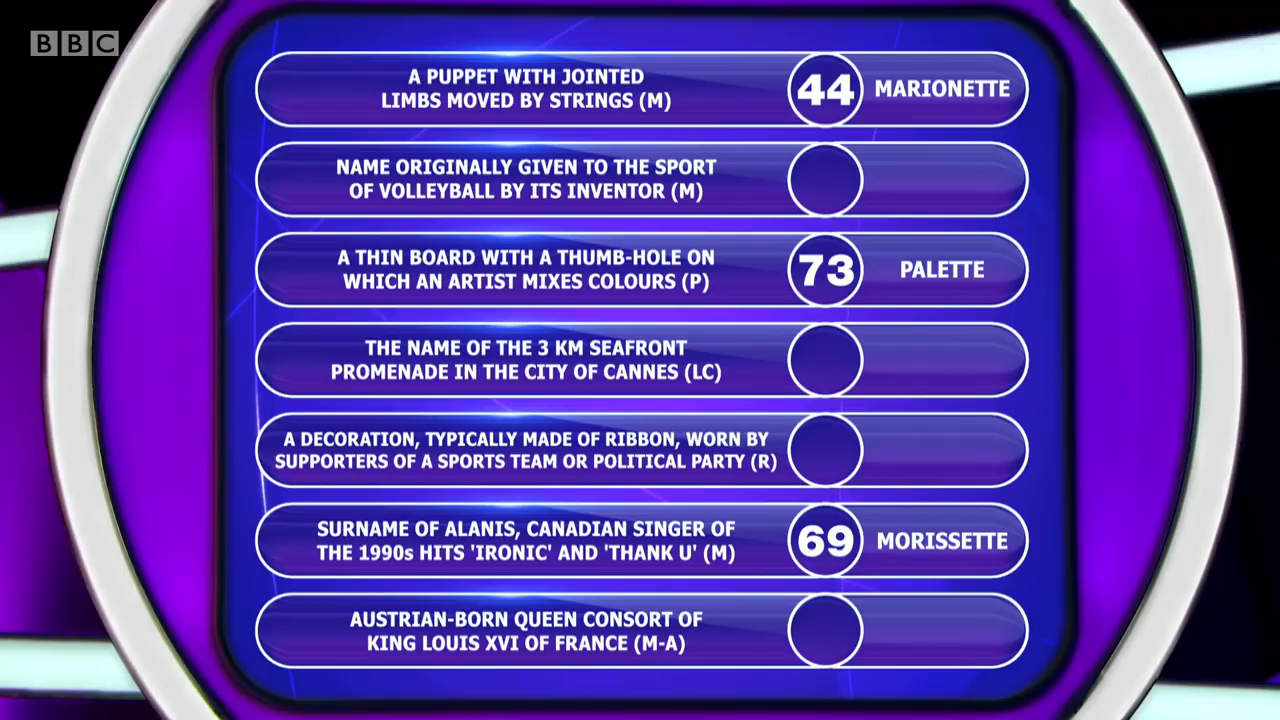 BBC
A PUPPET WITH JOINTED
LIMBS MOVED BY STRINGS (M)
44 MARIONETTE
NAME ORIGINALLY GIVEN TO THE SPORT
OF VOLLEYBALL BY ITS INVENTOR (M)
A THIN BOARD WITH A THUMB-HOLE ON
WHICH AN ARTIST MIXES COLOURS (P)
73 PALETTE
THE NAME OF THE 3 KM SEAFRONT
PROMENADE IN THE CITY OF CANNES (LC)
A DECORATION, TYPICALLY MADE OF RIBBON, WORN BY
SUPPORTERS OF A SPORTS TEAM OR POLITICAL PARTY (R)
SURNAME OF ALANIS, CANADIAN SINGER OF
THE 1990s HITS 'IRONIC' AND 'THANK U' (M)
69 MORISSETTE
AUSTRIAN-BORN QUEEN CONSORT OF
KING LOUIS XVI OF FRANCE (M-A)